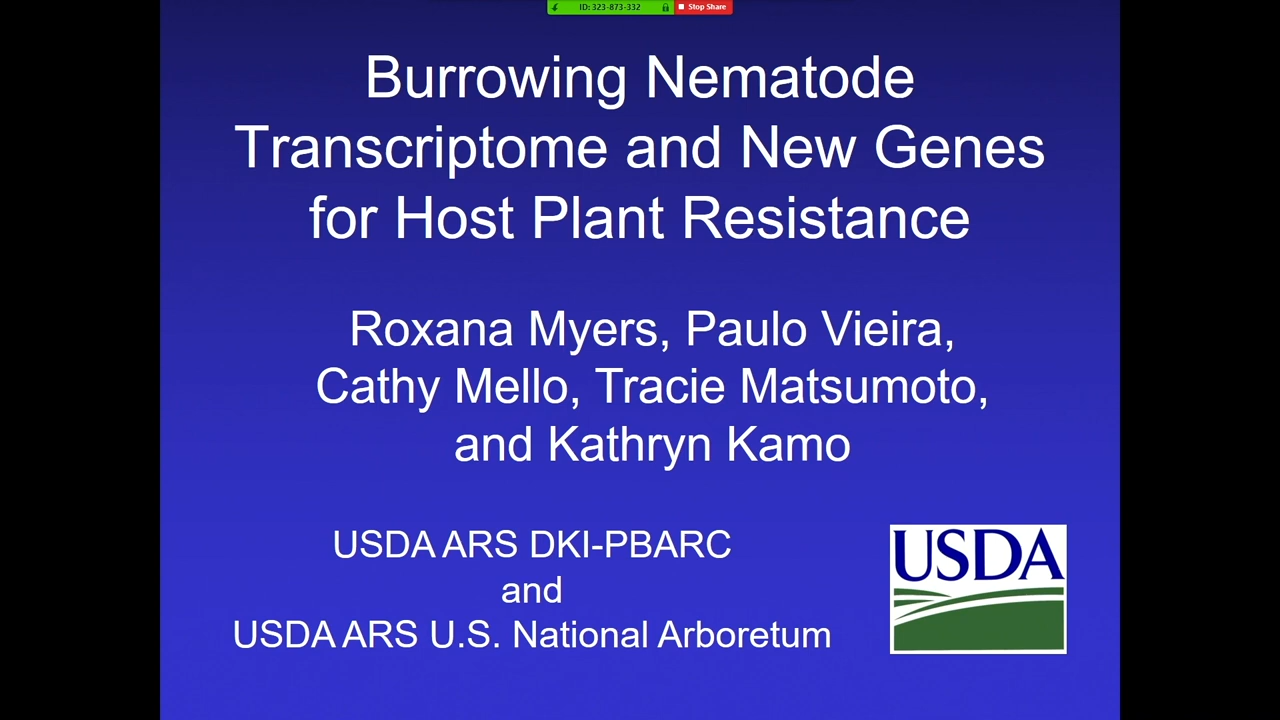 ID: 323-873-332
Stop Share
Burrowing Nematode
Transcriptome and New Genes
for Host Plant Resistance
Roxana Myers, Paulo Vieira,
Cathy Mello, Tracie Matsumoto,
and Kathryn Kamo
USDA ARS DKI-PBARC
and
USDA ARS U.S. National Arboretum
USDA